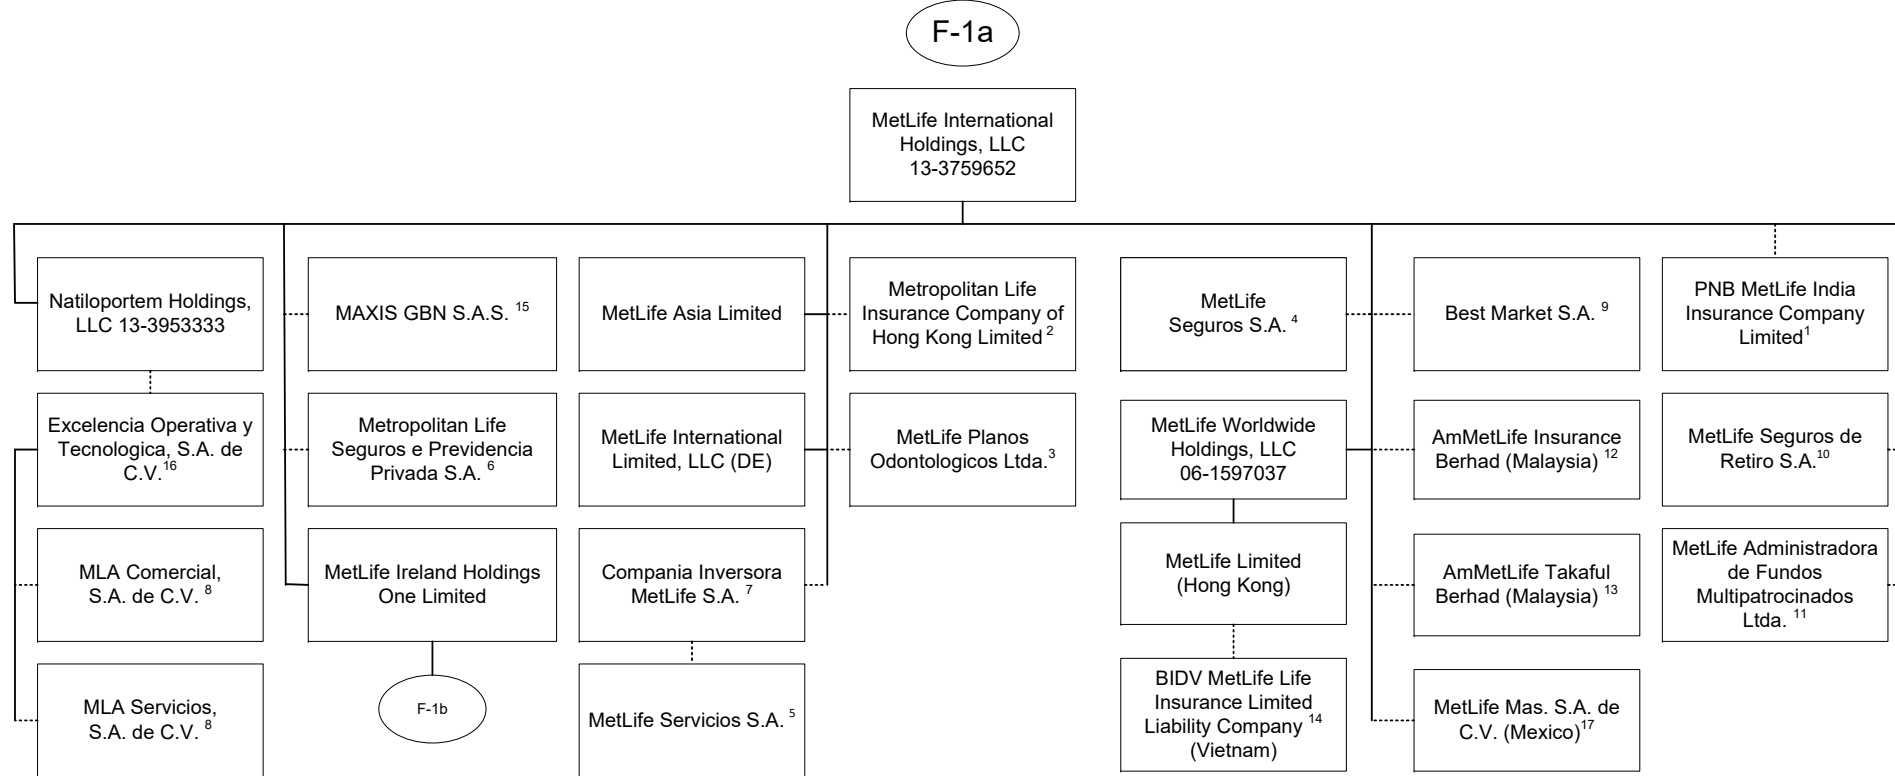 F-1a
MetLife International
Holdings, LLC
13-3759652
Natiloportem Holdings,
LLC 13-3953333
MAXIS GBN S.A.S. 15
MetLife Asia Limited
Metropolitan Life
Insurance Company of
Hong Kong Limited 2
MetLife
Seguros S.A. 4
Best Market S.A. 9
PNB MetLife India
Insurance Company
Limited1
Excelencia Operativa y
Tecnologica, S.A. de
C.V.16
Metropolitan Life
Seguros e Previdencia
Privada S.A. 6
MetLife International
Limited, LLC (DE)
MetLife Planos
Odontologicos Ltda.3
MetLife Worldwide
Holdings, LLC
06-1597037
AmMetLife Insurance
Berhad (Malaysia) 12
MetLife Seguros de
Retiro S.A.10
MLA Comercial,
S.A. de C.V. 8
MetLife Ireland Holdings
One Limited
Compania Inversora
MetLife S.A. 7
MetLife Limited
(Hong Kong)
AmMetLife Takaful
Berhad (Malaysia) 13
MetLife Administradora
de Fundos
Multipatrocinados
Ltda. 11
MLA Servicios,
S.A. de C.V. 8
F-1b
MetLife Servicios S.A. 5
BIDV MetLife Life
Insurance Limited
Liability Company 14
(Vietnam)
MetLife Mas. S.A. de
C.V. (Mexico)17